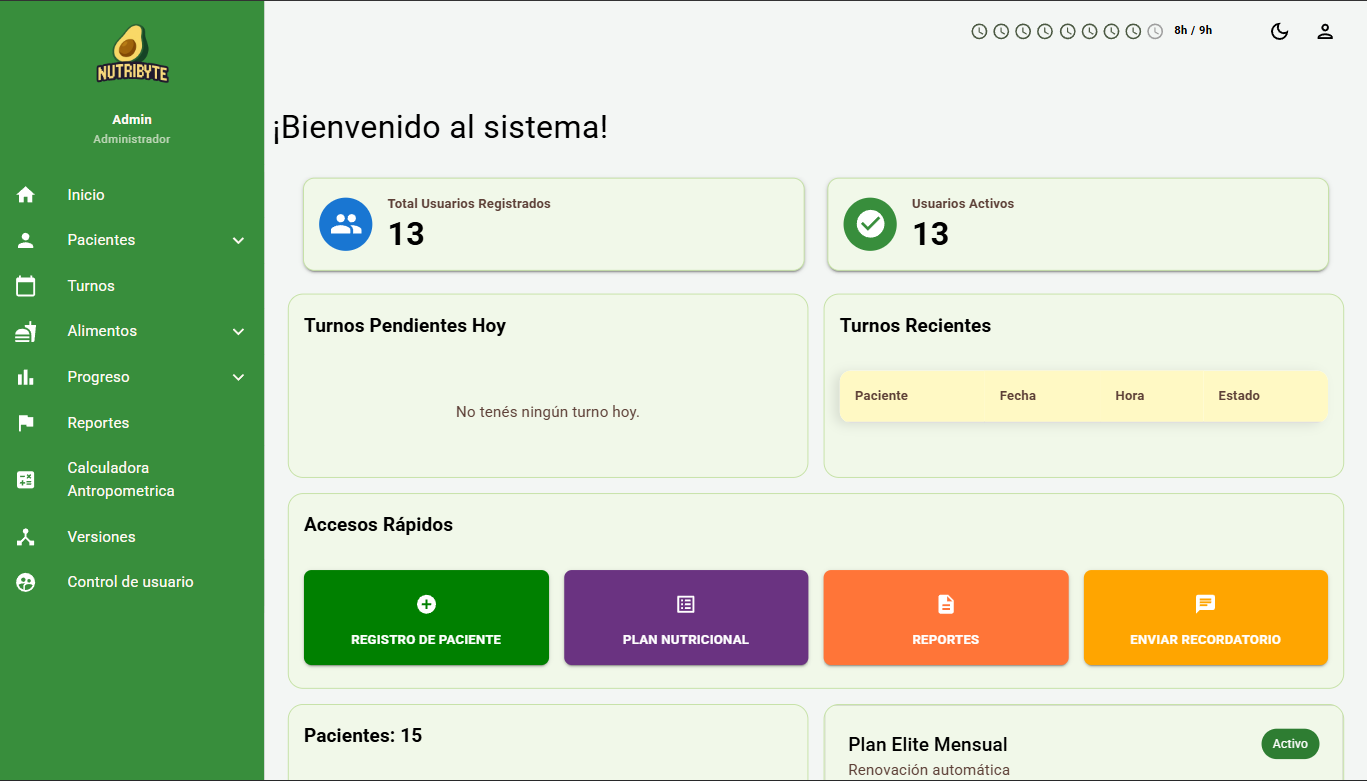 NUTRIBYTE
Admin
Administrador
Inicio
Pacientes
Turnos
Alimentos
Progreso
Reportes
Calculadora
Antropometrica
Versiones
Control de usuario
8h / 9h
¡Bienvenido al sistema!
Total Usuarios Registrados
13
Usuarios Activos
13
Turnos Pendientes Hoy
No tenés ningún turno hoy.
Turnos Recientes
Paciente Fecha Hora Estado
Accesos Rápidos
REGISTRO DE PACIENTE
PLAN NUTRICIONAL
REPORTES
ENVIAR RECORDATORIO
Pacientes: 15
Plan Elite Mensual
Activo
Renovación automática